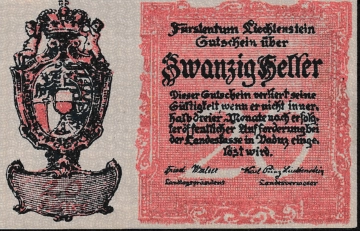 Fürstentum Liechtenstein
Gutschein über
Zwanzig Heller
Dieser Gutschein verliert seine
Gültigkeit wenn er nicht inner,
halb dreier Monate nach erfolg,
ter öffentlicher Aufforderung bei
der Landeskasse in Vaduz einge,
löst wird.
Landespräsident Landesverweser